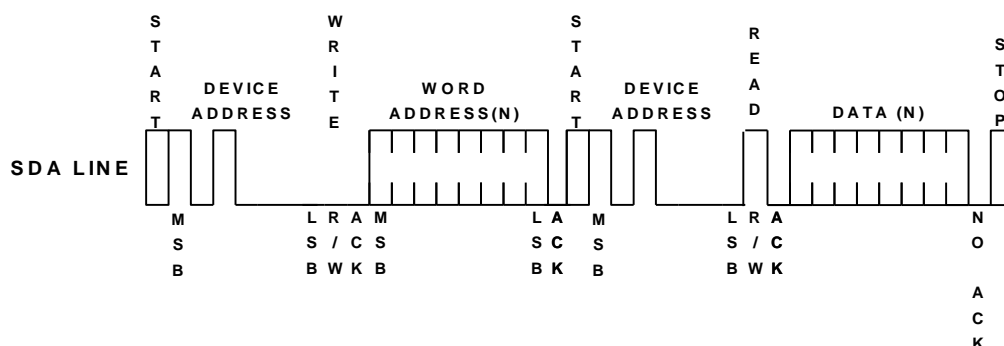 START
WRITE
START
READ
STOP
DEVICE
ADDRESS
WORD
ADDRESS(N)
DEVICE
ADDRESS
DATA (N)
SDA LINE
MSB
LSB
R/W
ACK
MSB
LSB
ACK
MSB
LSB
R/W
ACK
NO ACK